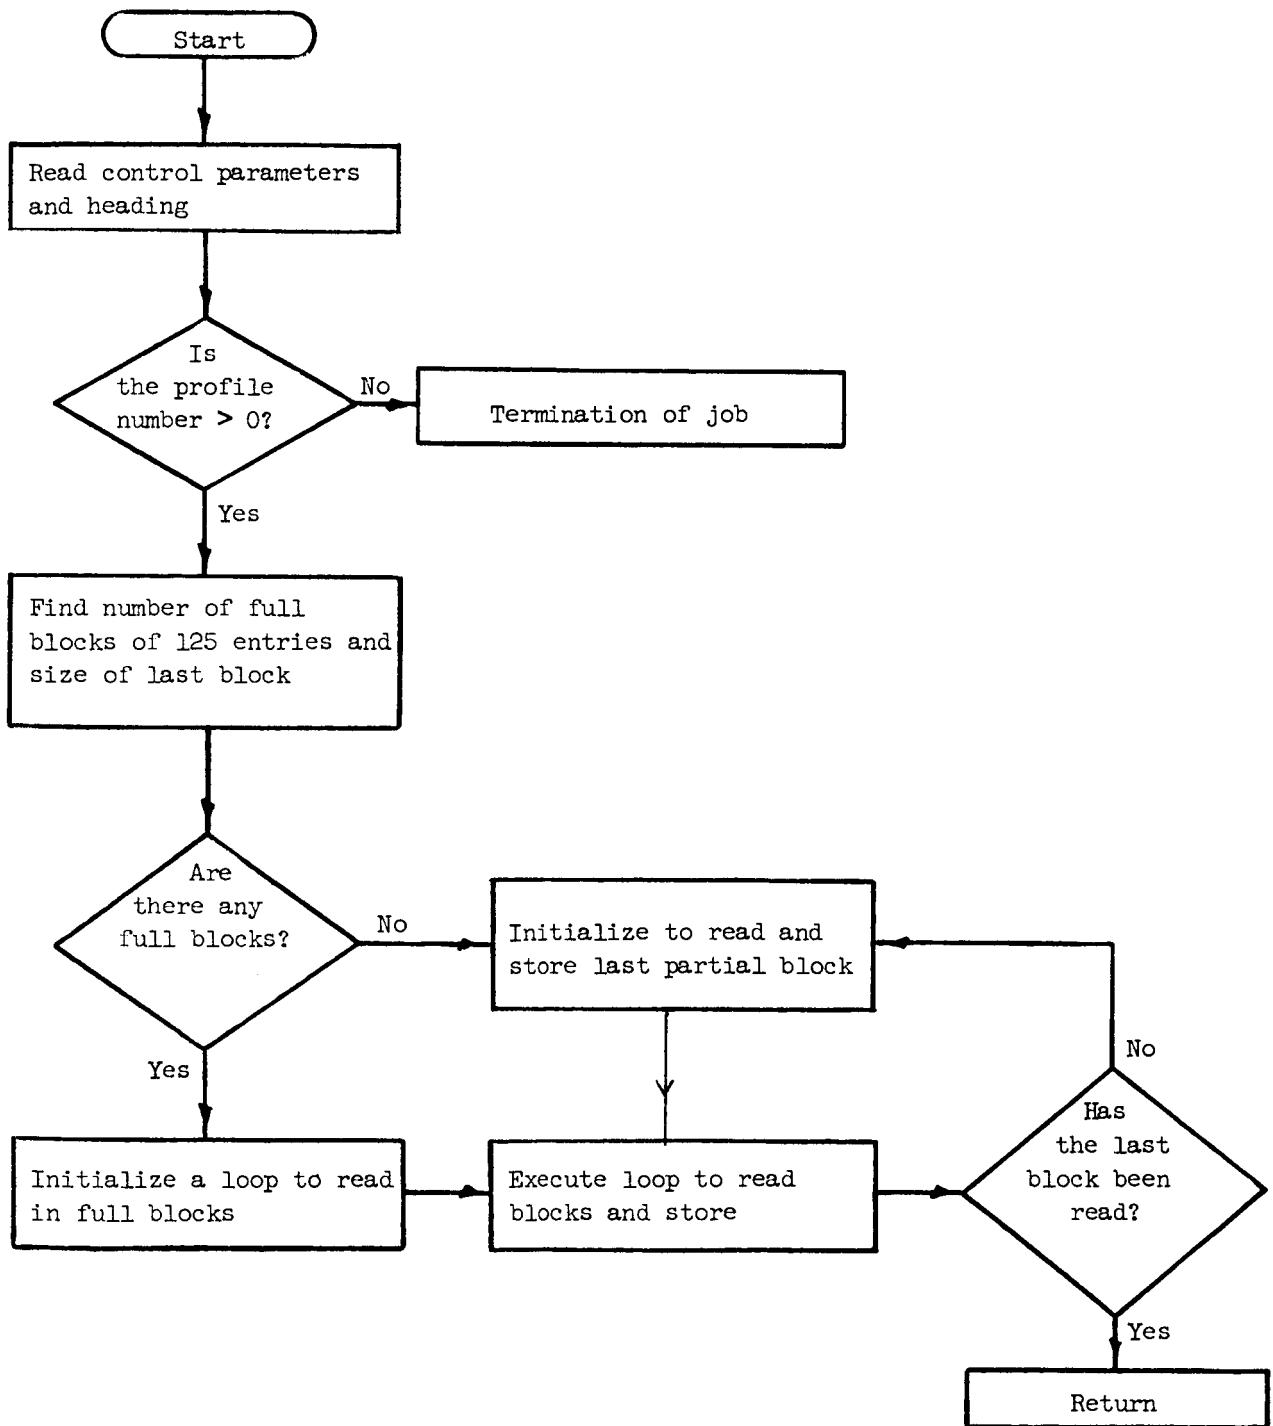 Start
Read control parameters
and heading
Is
the profile
number > 0?
No
Termination of job
Yes
Find number of full
blocks of 125 entries and
size of last block
Are
there any
full blocks?
No
Initialize to read and
store last partial block
Yes
No
Initialize a loop to read
in full blocks
Execute loop to read
blocks and store
Has
the last
block been
read?
Yes
Return